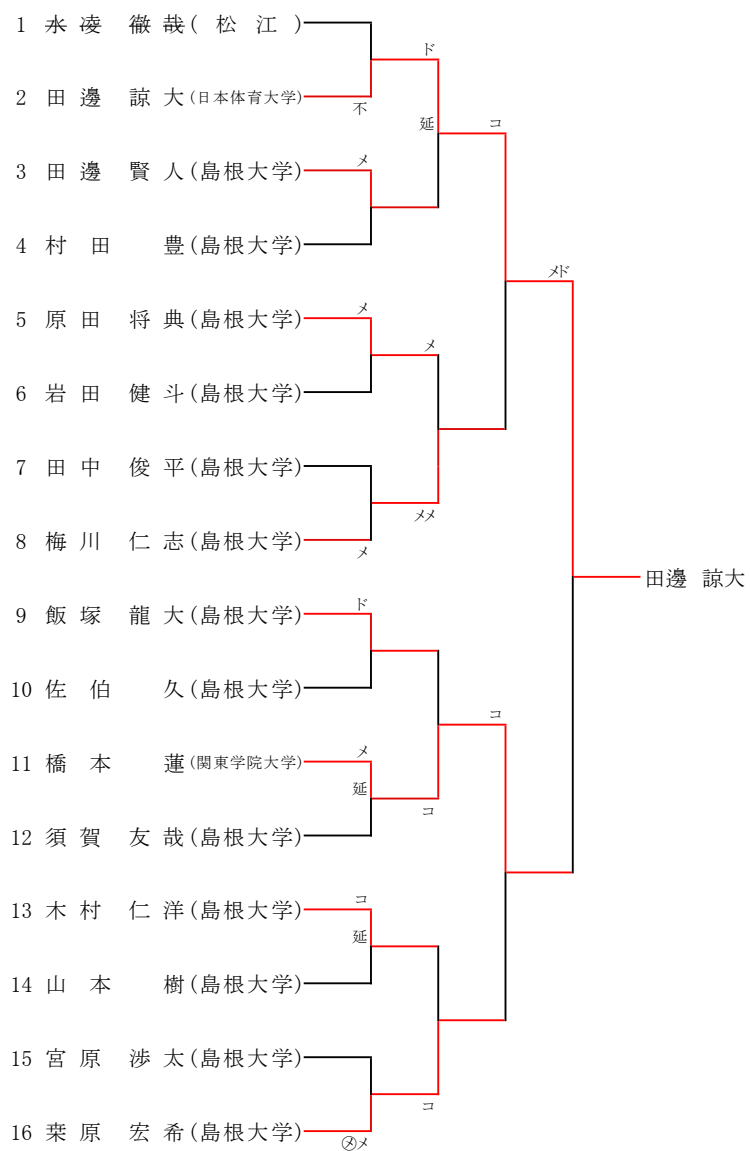 1 水凌 徹哉(松江)
ド
2 田邊 諒大(日本体育大学)
不
延
コ
3 田邊 賢人(島根大学)
メ
4 村田 豊(島根大学)
メド
5 原田 将典(島根大学)
メ
メ
6 岩田 健斗(島根大学)
7 田中 俊平(島根大学)
メメ
8 梅川 仁志(島根大学)
メ
田邊 諒大
9 飯塚 龍大(島根大学)
ド
10 佐伯 久(島根大学)
コ
11 橋本 蓮(関東学院大学)
メ
延
コ
12 須賀 友哉(島根大学)
13 木村 仁洋(島根大学)
コ
延
14 山本 樹(島根大学)
15 宮原 渉太(島根大学)
コ
16 桒原 宏希(島根大学)
㋱メ